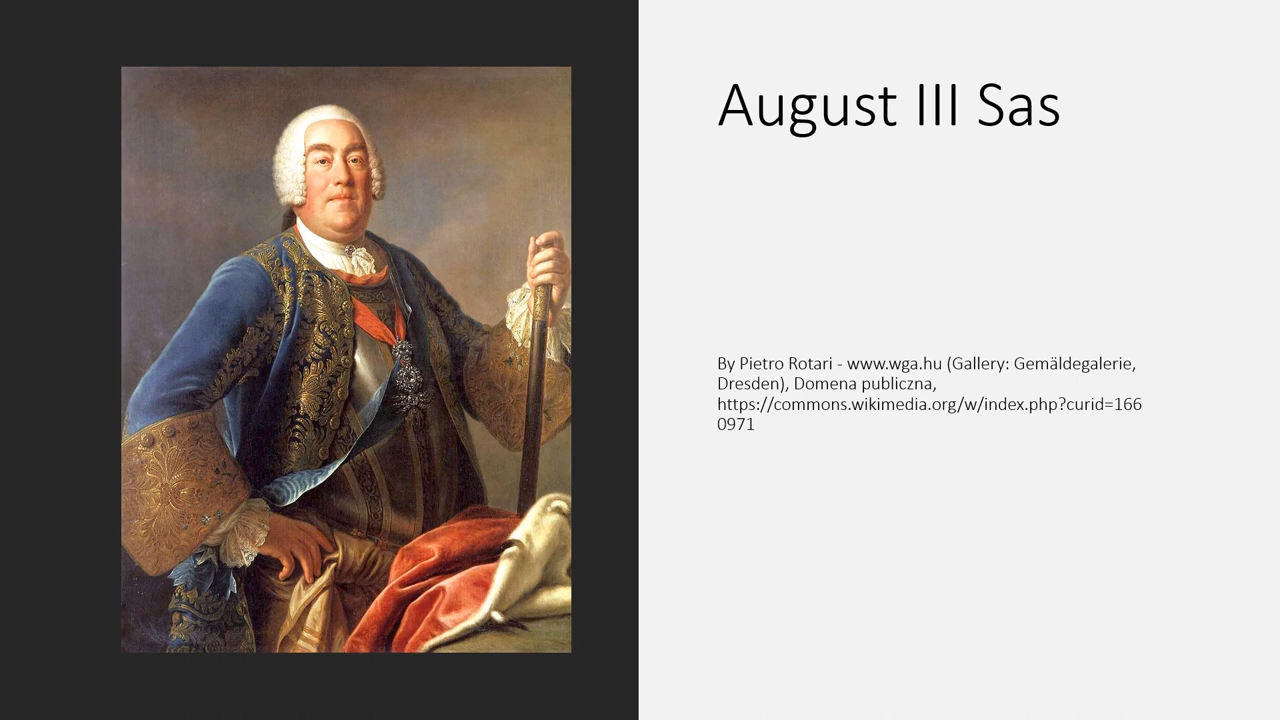 August III Sas
By Pietro Rotari - www.wga.hu (Gallery: Gemäldegalerie,
Dresden), Domena publiczna,
https://commons.wikimedia.org/w/index.php?curid=166
0971